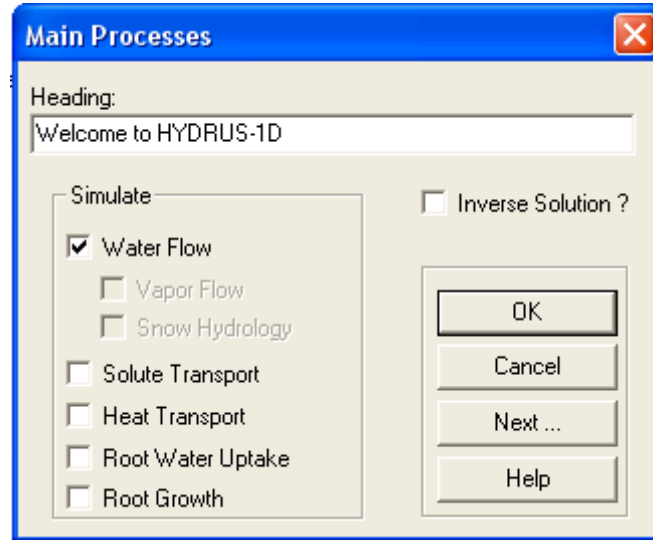 Main Processes
Heading:
Welcome to HYDRUS-1D
Simulate
Inverse Solution ?
Water Flow
Vapor Flow
Snow Hydrology
Solute Transport
Heat Transport
Root Water Uptake
Root Growth
OK
Cancel
Next ...
Help